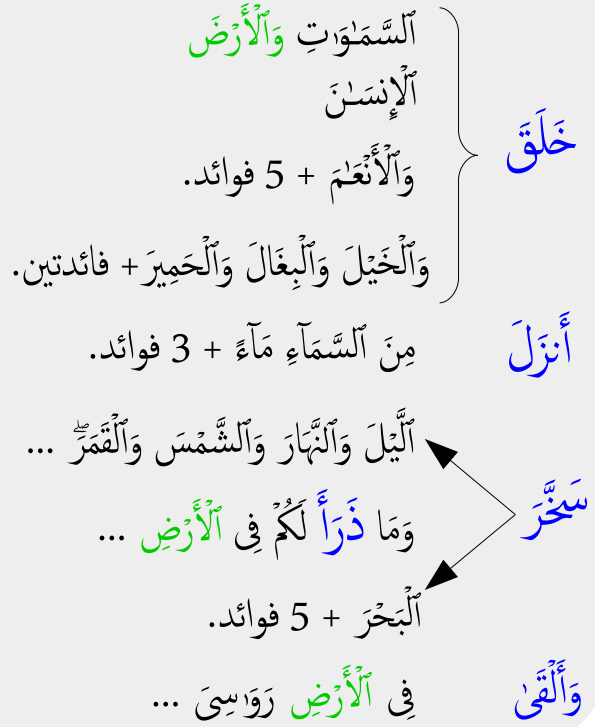 ٱلسَّمَـٰوَٰتِ وَٱلْأَرْضَ
ٱلْإِنسَـٰنَ
خَلَقَ
وَٱلْأَنْعَـٰمَ + 5 فوائد.
وَٱلْخَيْلَ وَٱلْبِغَالَ وَٱلْحَمِيرَ + فائدتين.
أَنزَلَ مِنَ ٱلسَّمَآءِ مَآءً + 3 فوائد.
ٱلَّيْلَ وَٱلنَّهَارَ وَٱلشَّمْسَ وَٱلْقَمَرَۖ ...
سَخَّرَ
وَمَا ذَرَأَ لَكُمْ فِى ٱلْأَرْضِ ...
ٱلْبَحْرَ + 5 فوائد.
وَأَلْقَىٰ فِى ٱلْأَرْضِ رَوَٰسِىَ ...